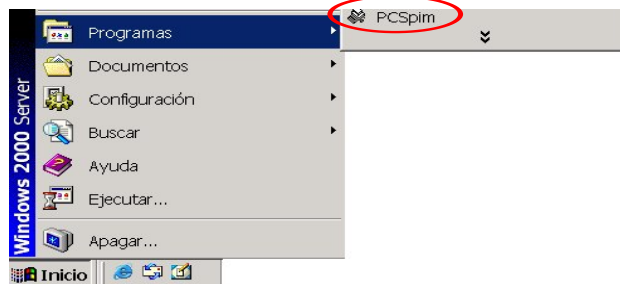 PCSpim
Programas
Documentos
Configuración
Buscar
Ayuda
Ejecutar...
Apagar...
Windows 2000 Server
Inicio